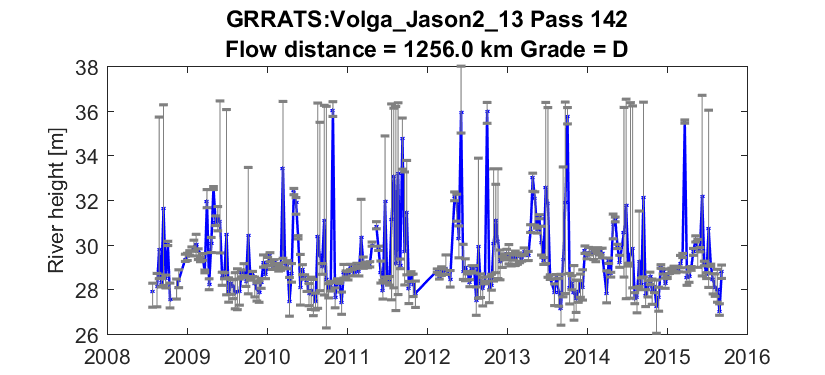 GRRATS:Volga_Jason2_13 Pass 142
Flow distance = 1256.0 km Grade = D
River height [m]
38
36
34
32
30
28
26
2008 2009 2010 2011 2012 2013 2014 2015 2016